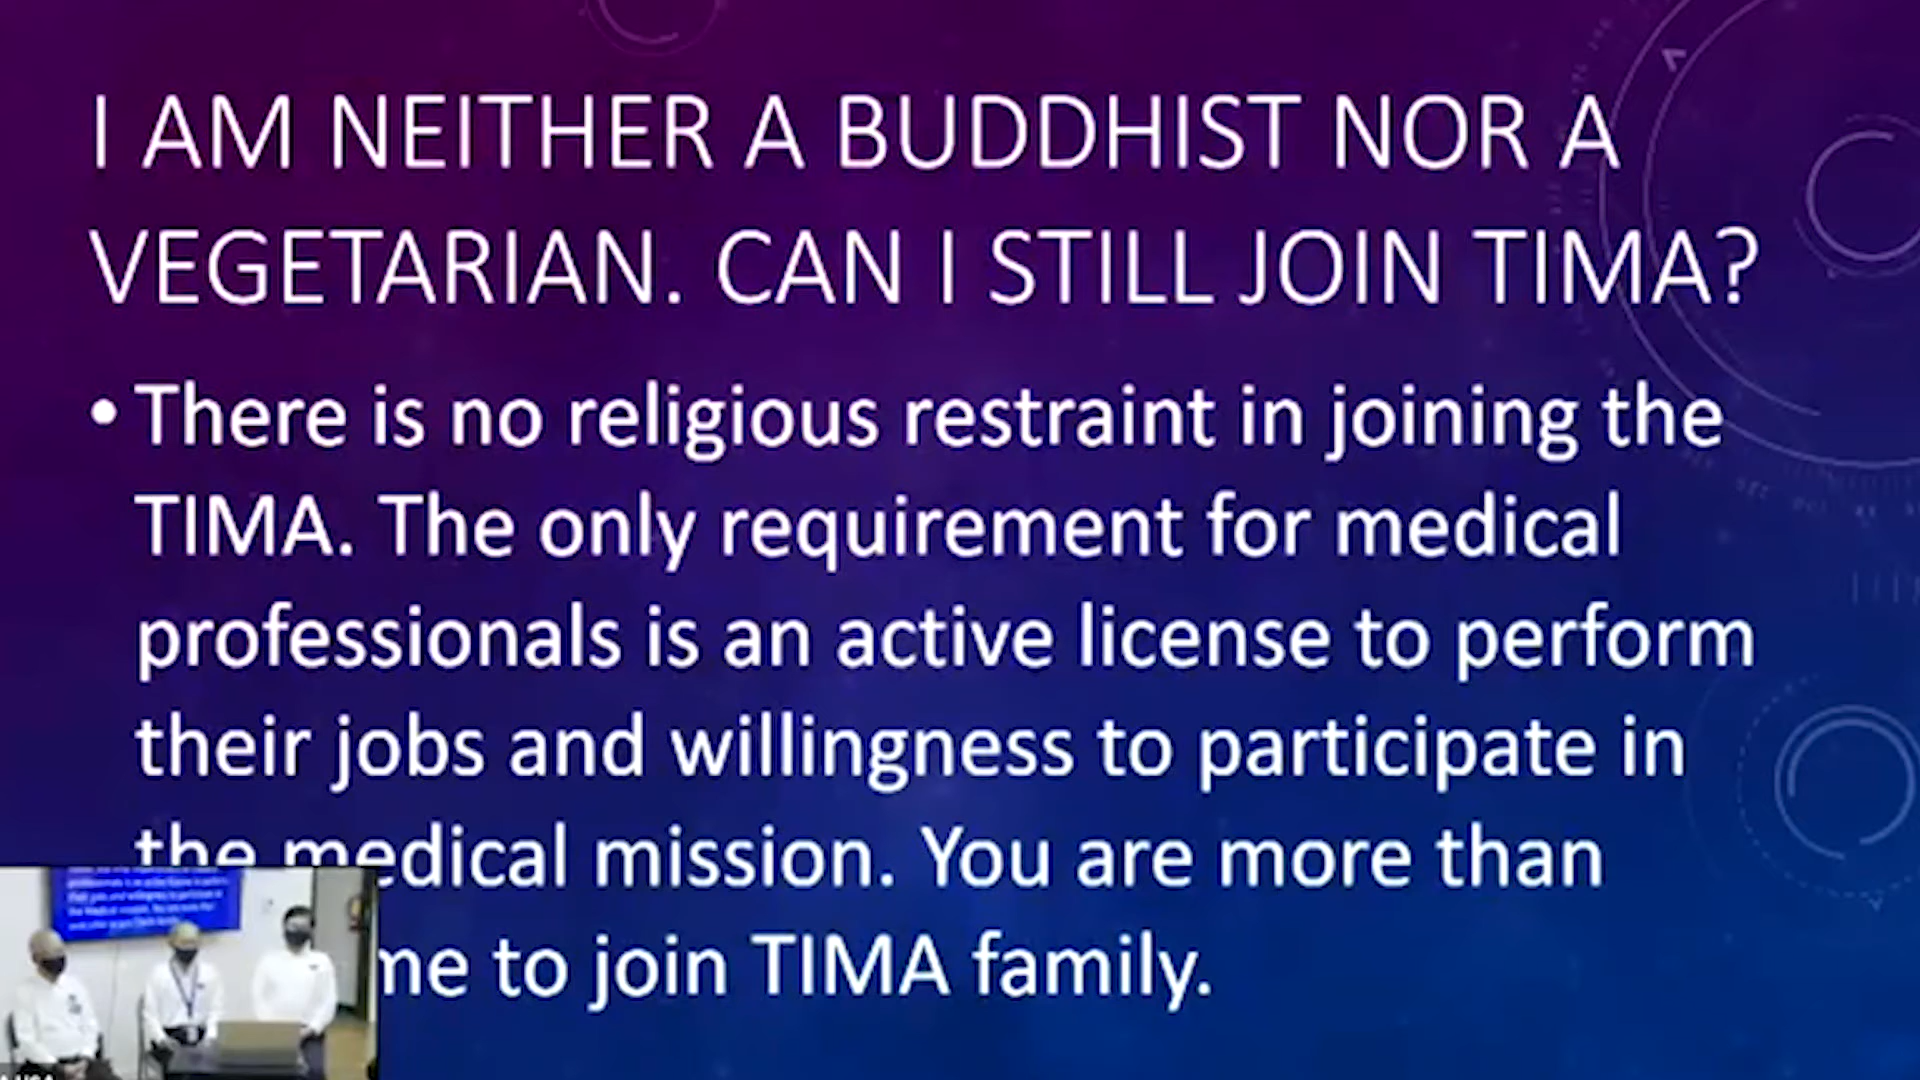 I AM NEITHER A BUDDHIST NOR A
VEGETARIAN. CAN I STILL JOIN TIMA?
• There is no religious restraint in joining the
TIMA. The only requirement for medical
professionals is an active license to perform
their jobs and willingness to participate in
the medical mission. You are more than
me to join TIMA family.